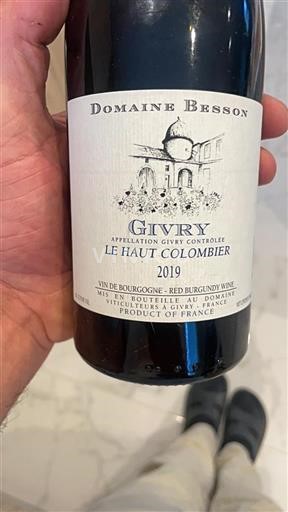 DOMAINE BESSON
GIVRY
APPELLATION GIVRY CONTRÔLÉE
LE HAUT COLOMBIER
2019
VIN DE BOURGOGNE - RED BURGUNDY WINE
MIS EN BOUTEILLE AU DOMAINE
VITICULTEURS À GIVRY - FRANCE
PRODUCT OF FRANCE